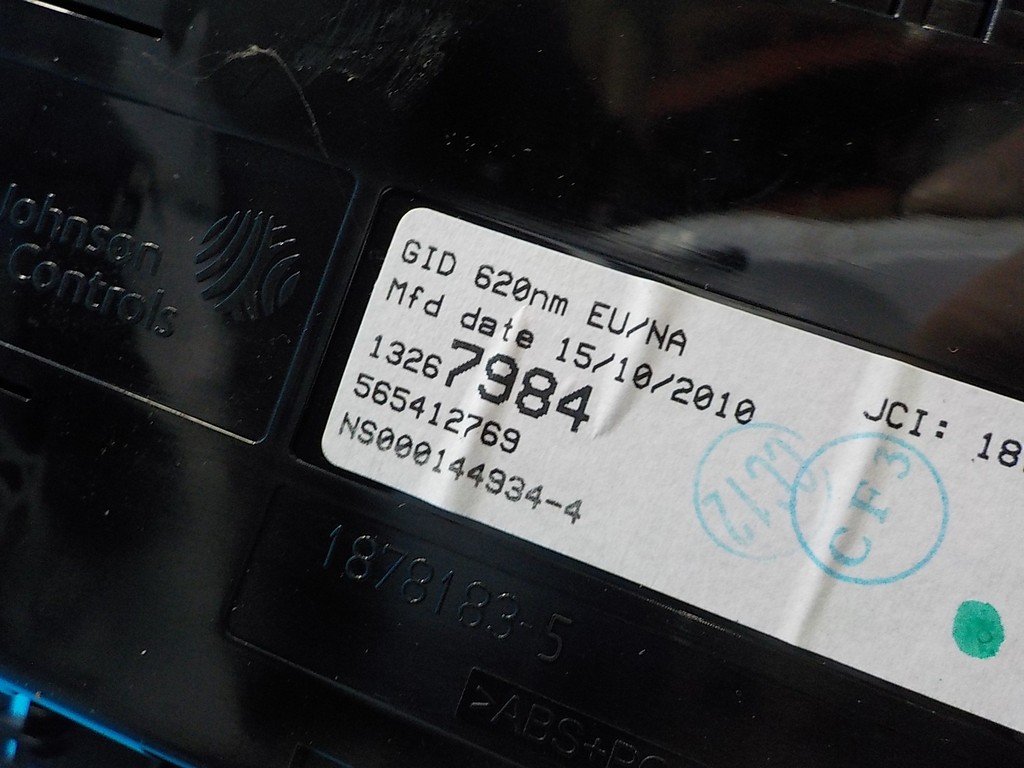 Johnson
Controls
GID 620nm EU/NA
Mfd date 15/10/2010
13267984
565412769
NS000144934-4
JCI: 18
CF3
1878183-5
>ABS+PC